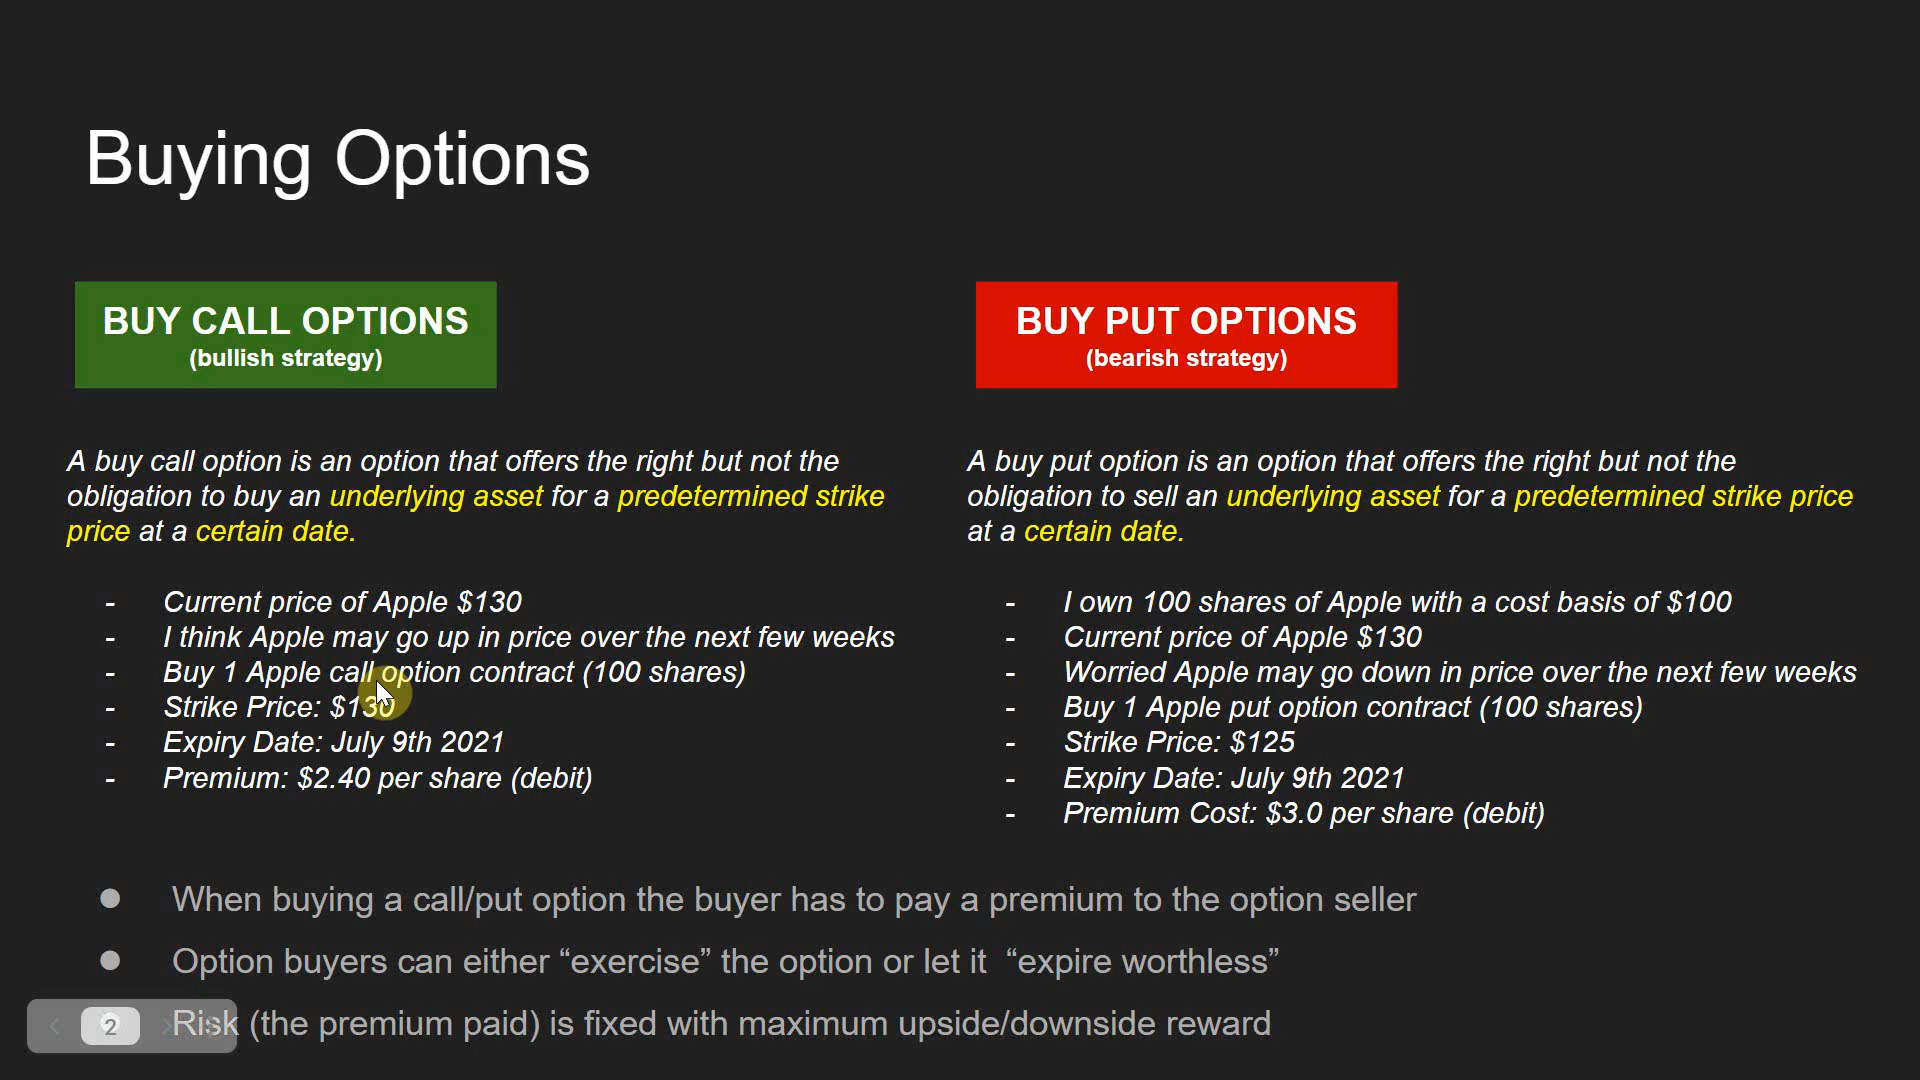 Buying Options
BUY CALL OPTIONS
(bullish strategy)
A buy call option is an option that offers the right but not the
obligation to buy an underlying asset for a predetermined strike
price at a certain date.
- Current price of Apple $130
- I think Apple may go up in price over the next few weeks
- Buy 1 Apple call option contract (100 shares)
- Strike Price: $130
- Expiry Date: July 9th 2021
- Premium: $2.40 per share (debit)
BUY PUT OPTIONS
(bearish strategy)
A buy put option is an option that offers the right but not the
obligation to sell an underlying asset for a predetermined strike price
at a certain date.
- I own 100 shares of Apple with a cost basis of $100
- Current price of Apple $130
- Worried Apple may go down in price over the next few weeks
- Buy 1 Apple put option contract (100 shares)
- Strike Price: $125
- Expiry Date: July 9th 2021
- Premium Cost: $3.0 per share (debit)
● When buying a call/put option the buyer has to pay a premium to the option seller
● Option buyers can either “exercise” the option or let it “expire worthless”
● Risk (the premium paid) is fixed with maximum upside/downside reward
2